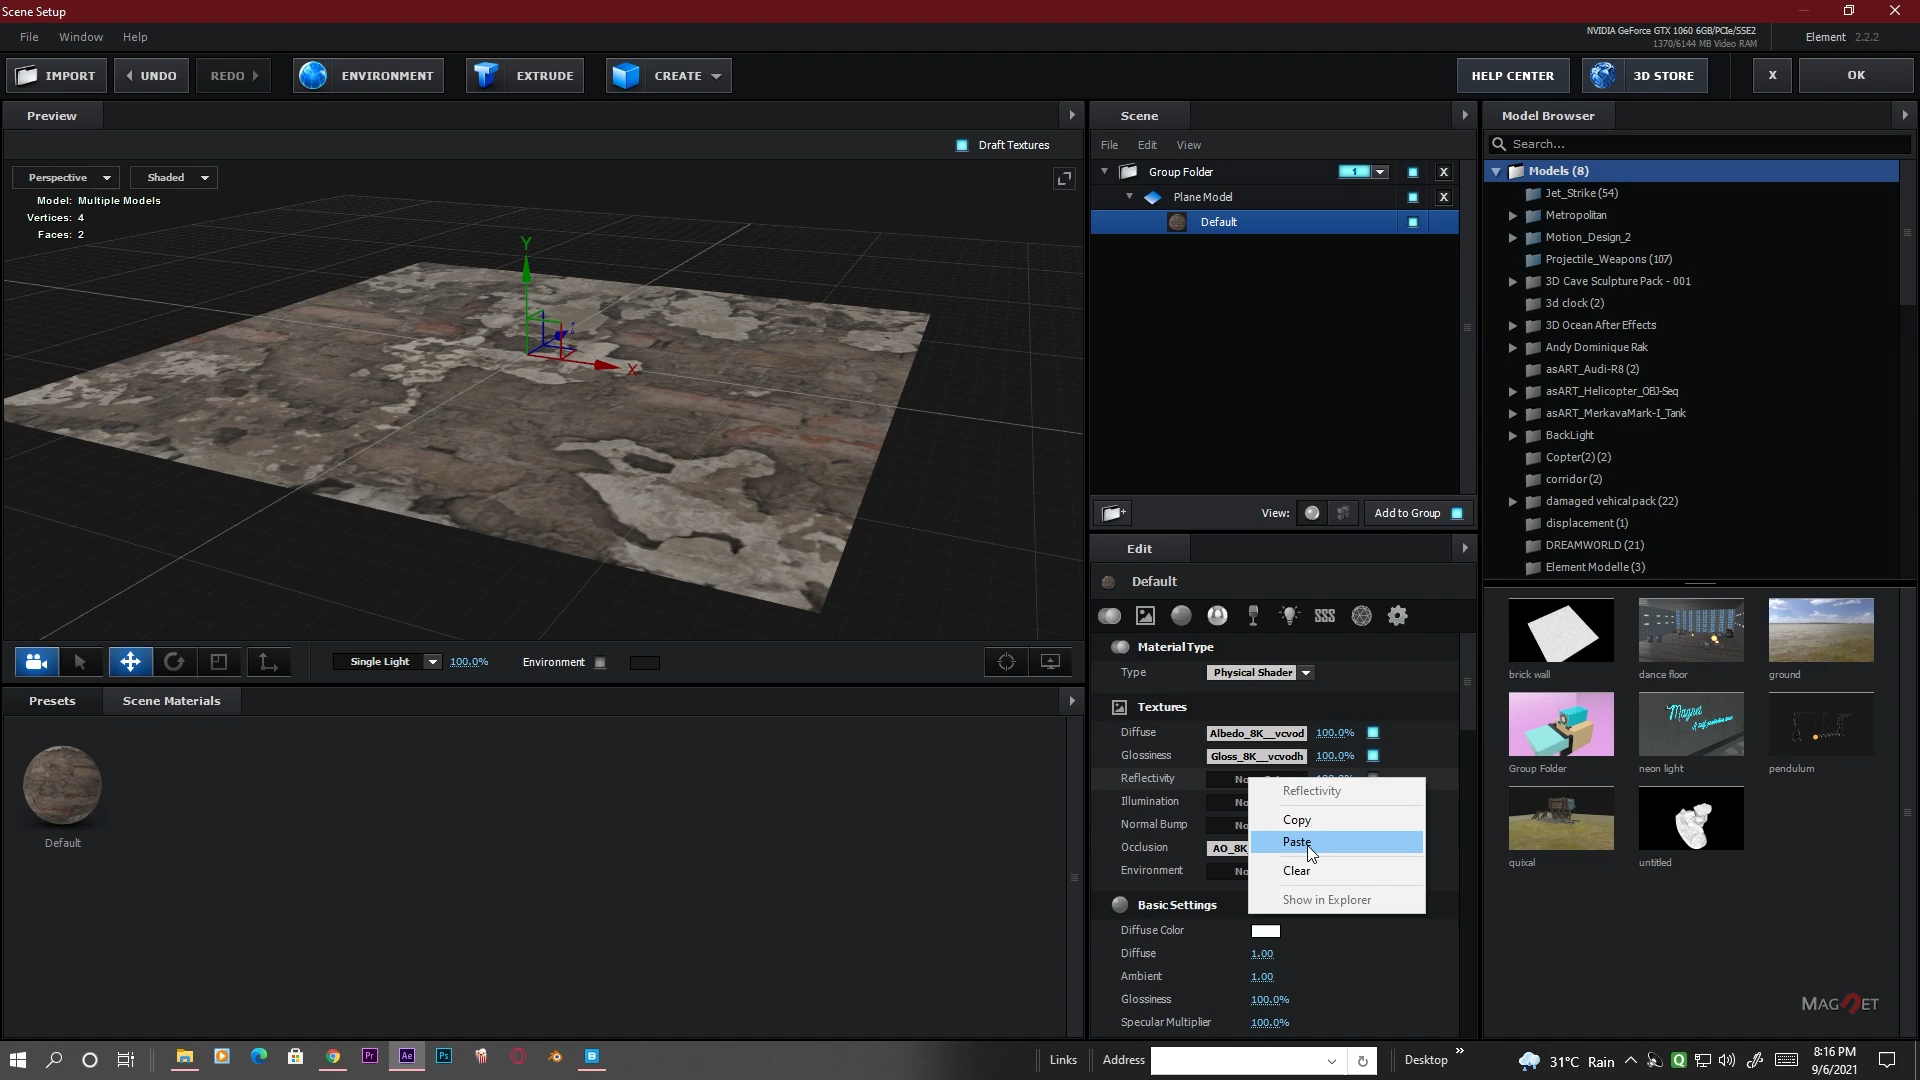 Scene Setup
File Window Help
NVIDIA GeForce GTX 1060 6GB/PCIe/SSE2
1370/6144 MB Video RAM
Element 2.2.2
IMPORT UNDO REDO ENVIRONMENT EXTRUDE CREATE HELP CENTER 3D STORE X OK
Preview
Draft Textures
Perspective Shaded
Model: Multiple Models
Vertices: 4
Faces: 2
Y
X
Single Light 100.0% Environment
Presets Scene Materials
Default
Scene
File Edit View
Group Folder 1 X
Plane Model X
Default
View: Add to Group
Edit
Default
Material Type
Type Physical Shader
Textures
Diffuse Albedo_8K__vcvod 100.0%
Glossiness Gloss_8K__vcvodh 100.0%
Reflectivity
Illumination
Normal Bump
Occlusion AO_8K
Environment
Reflectivity
Copy
Paste
Clear
Show in Explorer
Basic Settings
Diffuse Color
Diffuse 1.00
Ambient 1.00
Glossiness 100.0%
Specular Multiplier 100.0%
Model Browser
Search...
Models (8)
Jet_Strike (54)
Metropolitan
Motion_Design_2
Projectile_Weapons (107)
3D Cave Sculpture Pack - 001
3d clock (2)
3D Ocean After Effects
Andy Dominique Rak
asART_Audi-R8 (2)
asART_Helicopter_OBJ-Seq
asART_MerkavaMark-I_Tank
BackLight
Copter(2) (2)
corridor (2)
damaged vehical pack (22)
displacement (1)
DREAMWORLD (21)
Element Modelle (3)
brick wall dance floor ground
Group Folder neon light pendulum
quixal untitled
MAGNET
Links Address Desktop
31°C Rain
8:16 PM
9/6/2021